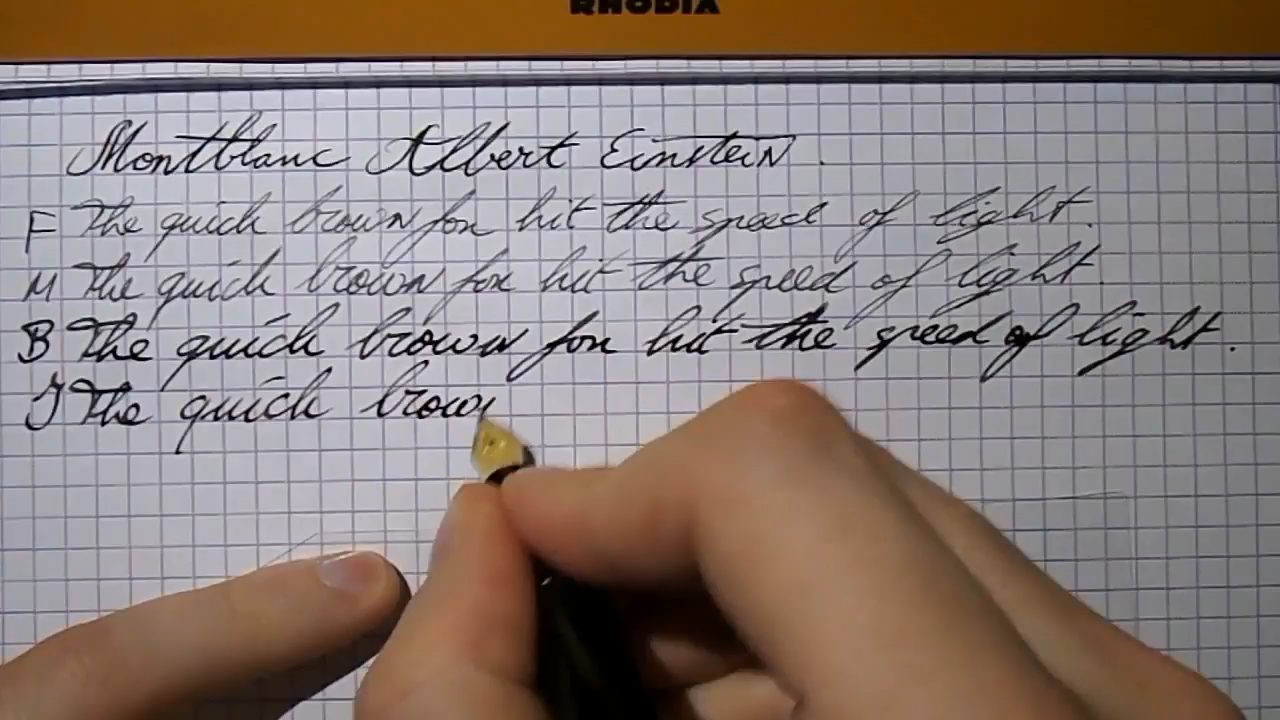 RHODIA
Montblanc Albert Einstein.
F The quick brown fox hit the speed of light.
M The quick brown fox hit the speed of light.
B The quick brown fox hit the speed of light.
J The quick brow